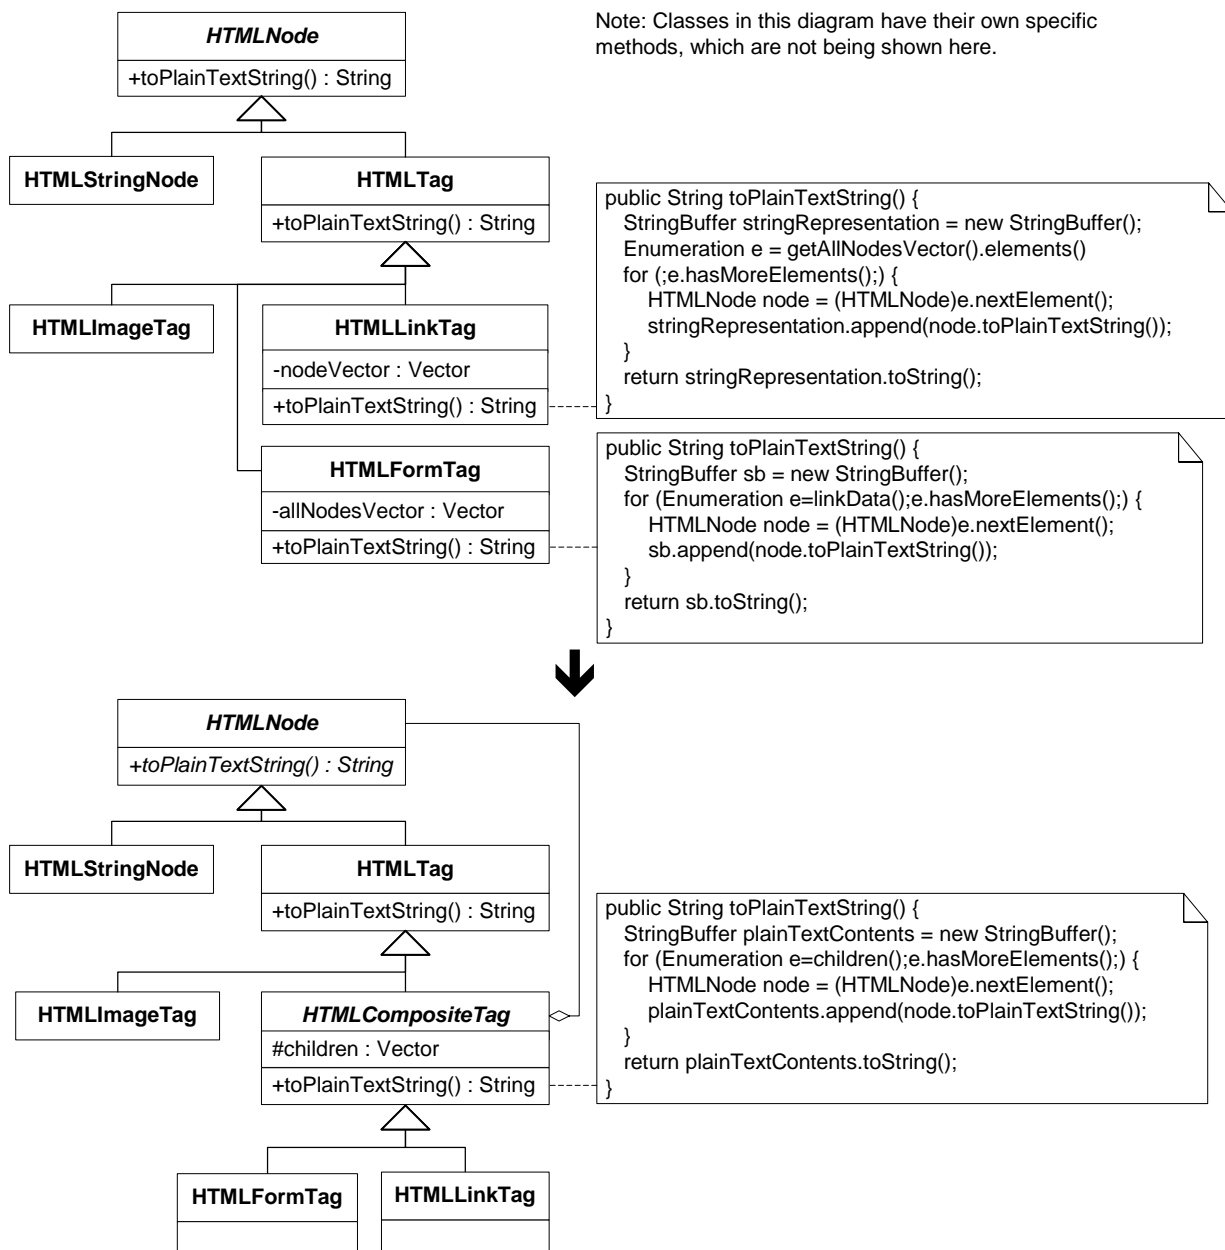 HTMLNode
+toPlainTextString() : String
Note: Classes in this diagram have their own specific
methods, which are not being shown here.
HTMLStringNode
HTMLTag
+toPlainTextString() : String
HTMLImageTag
HTMLLinkTag
-nodeVector : Vector
+toPlainTextString() : String
public String toPlainTextString() {
StringBuffer stringRepresentation = new StringBuffer();
Enumeration e = getAllNodesVector().elements()
for (;e.hasMoreElements();) {
HTMLNode node = (HTMLNode)e.nextElement();
stringRepresentation.append(node.toPlainTextString());
}
return stringRepresentation.toString();
}
HTMLFormTag
-allNodesVector : Vector
+toPlainTextString() : String
public String toPlainTextString() {
StringBuffer sb = new StringBuffer();
for (Enumeration e=linkData();e.hasMoreElements();) {
HTMLNode node = (HTMLNode)e.nextElement();
sb.append(node.toPlainTextString());
}
return sb.toString();
}
HTMLNode
+toPlainTextString() : String
HTMLStringNode
HTMLTag
+toPlainTextString() : String
HTMLImageTag
HTMLCompositeTag
#children : Vector
+toPlainTextString() : String
public String toPlainTextString() {
StringBuffer plainTextContents = new StringBuffer();
for (Enumeration e=children();e.hasMoreElements();) {
HTMLNode node = (HTMLNode)e.nextElement();
plainTextContents.append(node.toPlainTextString());
}
return plainTextContents.toString();
}
HTMLFormTag
HTMLLinkTag